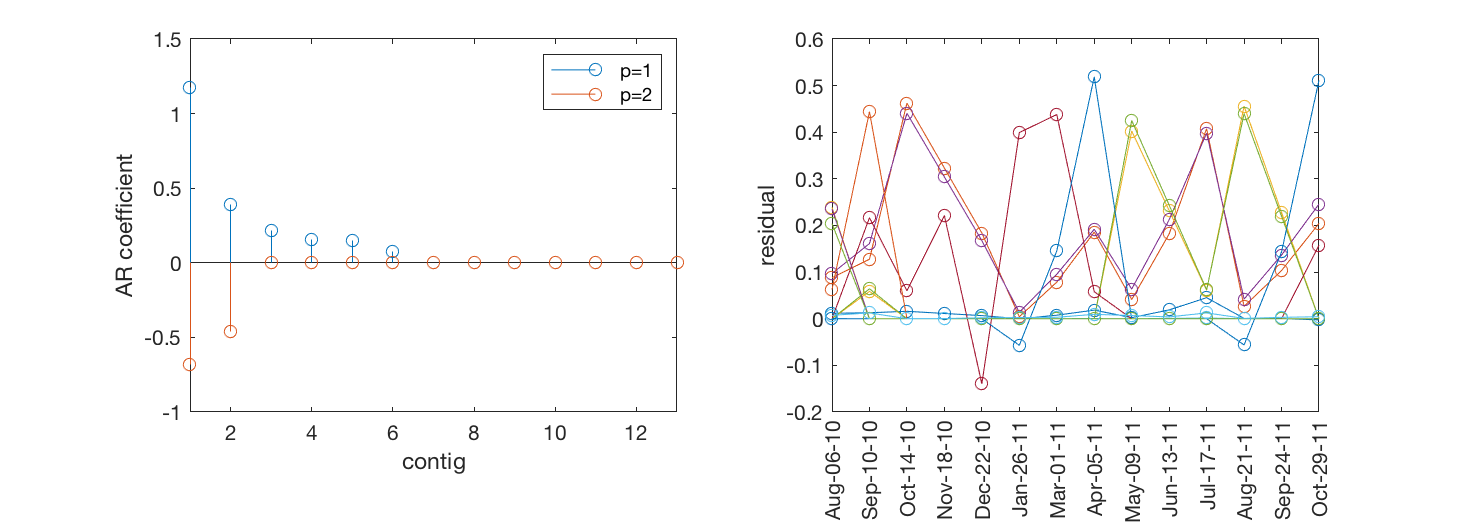 1.5
1
0.5
0
-0.5
-1
AR coefficient
2
4
6
8
10
12
contig
p=1
p=2
0.6
0.5
0.4
0.3
0.2
0.1
0
-0.1
-0.2
residual
Aug-06-10
Sep-10-10
Oct-14-10
Nov-18-10
Dec-22-10
Jan-26-11
Mar-01-11
Apr-05-11
May-09-11
Jun-13-11
Jul-17-11
Aug-21-11
Sep-24-11
Oct-29-11